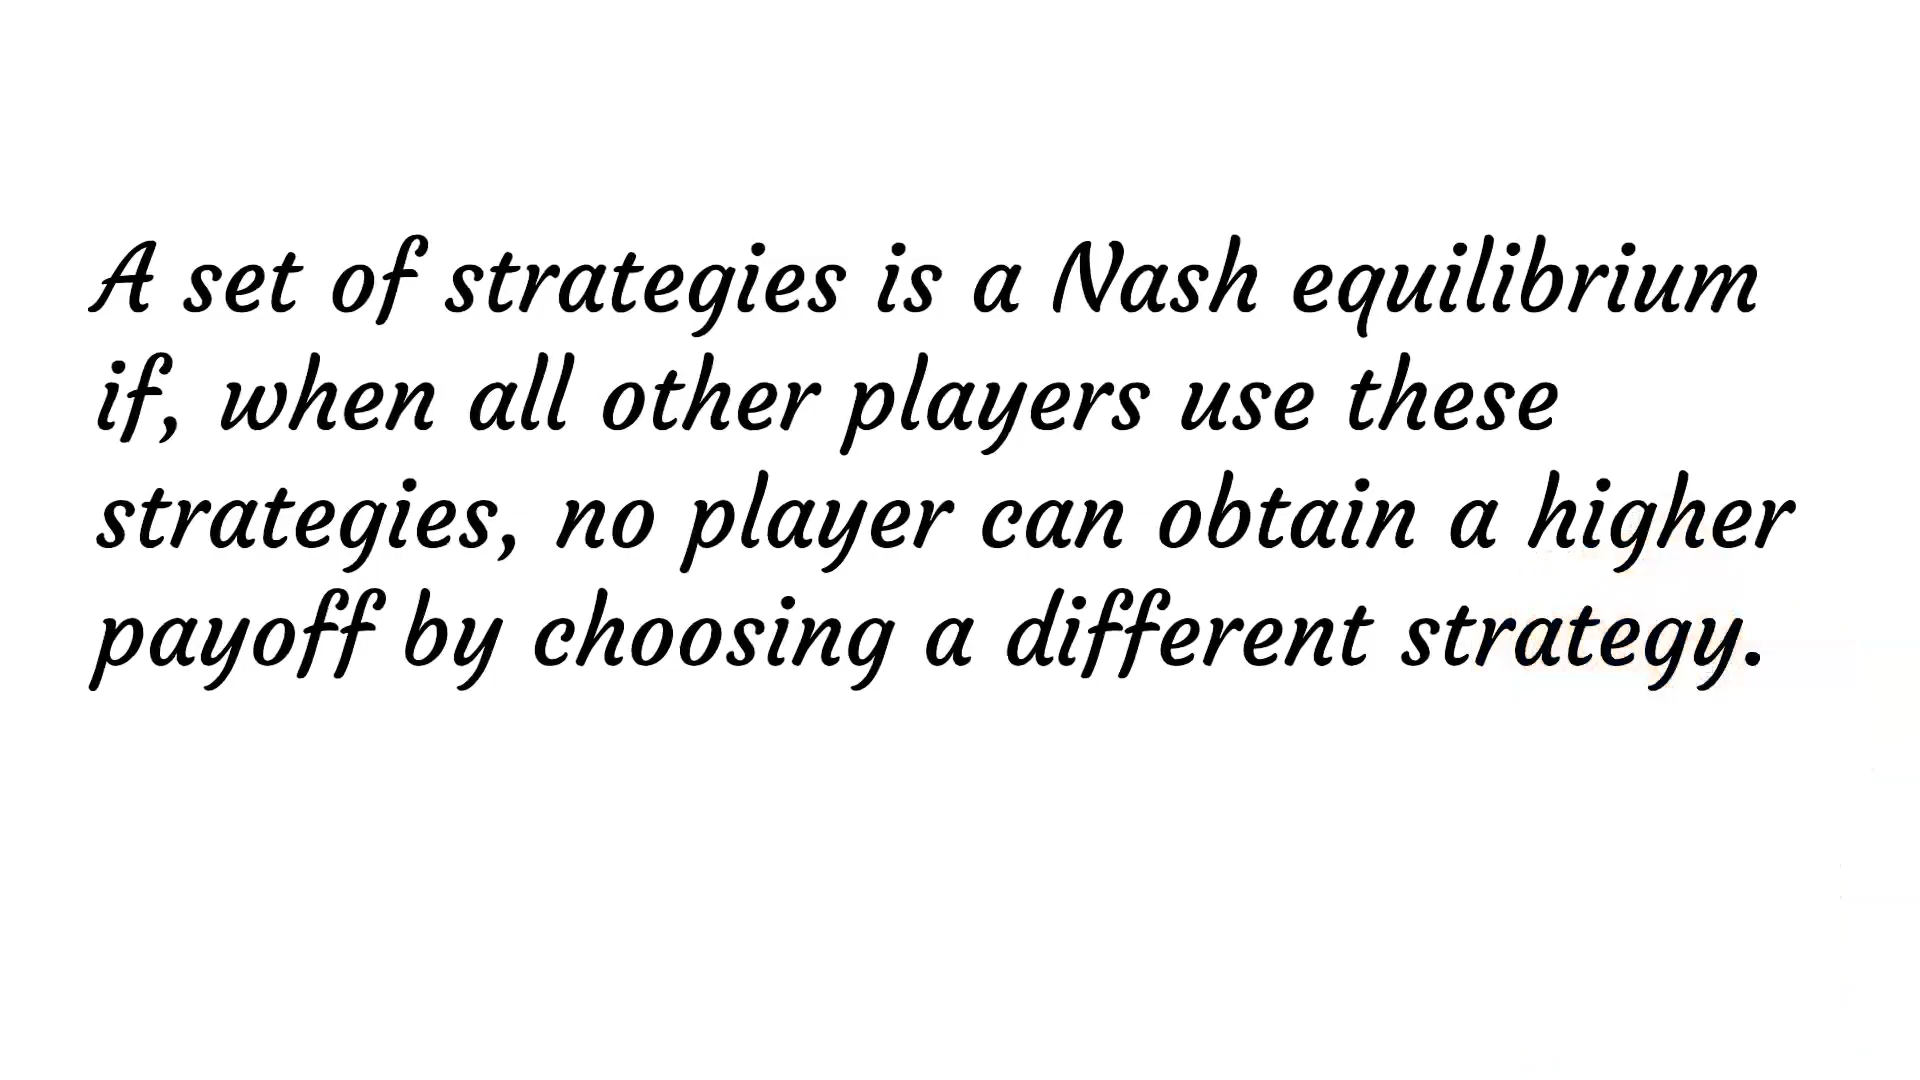 A set of strategies is a Nash equilibrium
if, when all other players use these
strategies, no player can obtain a higher
payoff by choosing a different strategy.